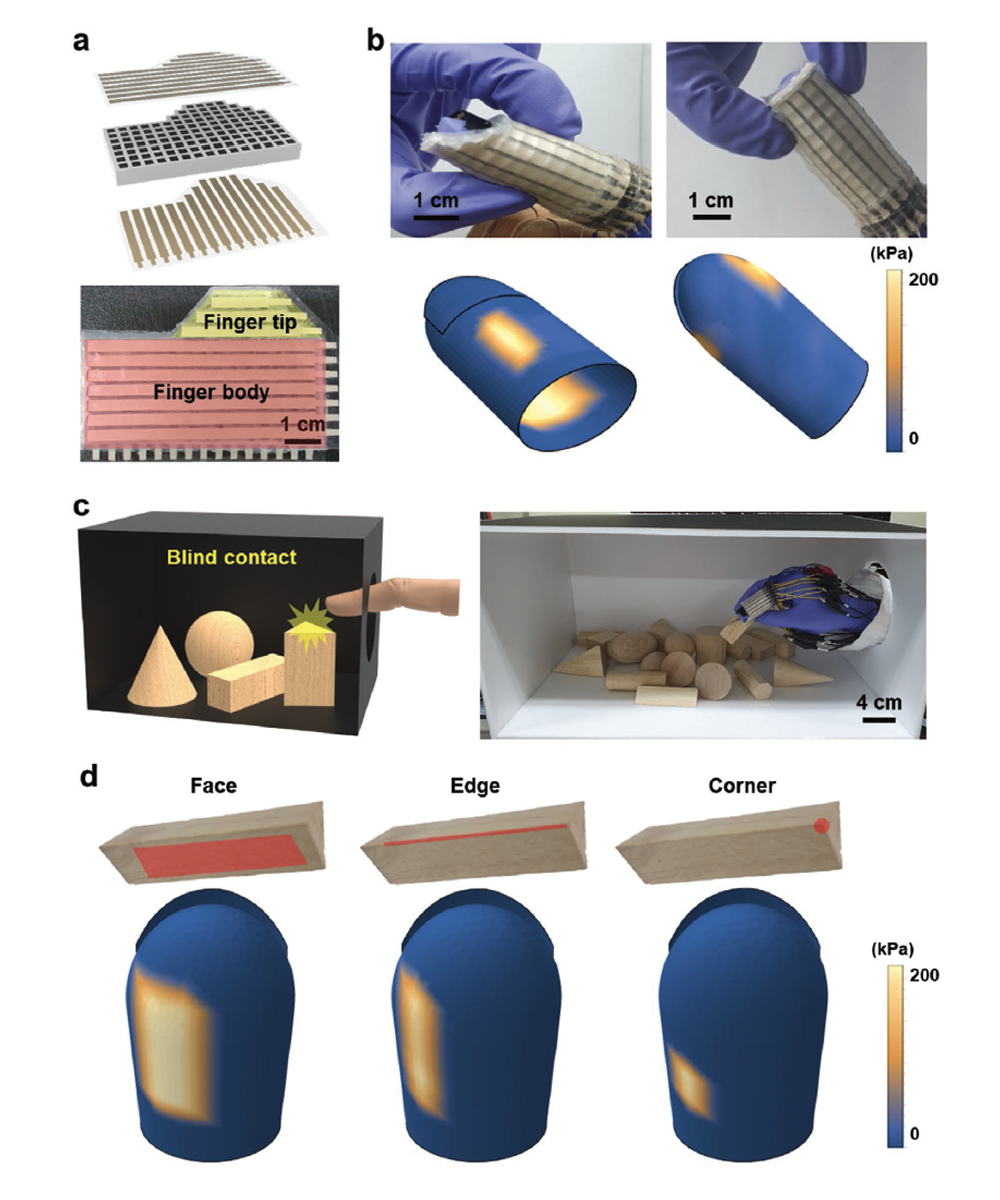 a
Finger tip
Finger body
1 cm
b
1 cm
1 cm
(kPa)
200
0
c
Blind contact
4 cm
d
Face
Edge
Corner
(kPa)
200
0